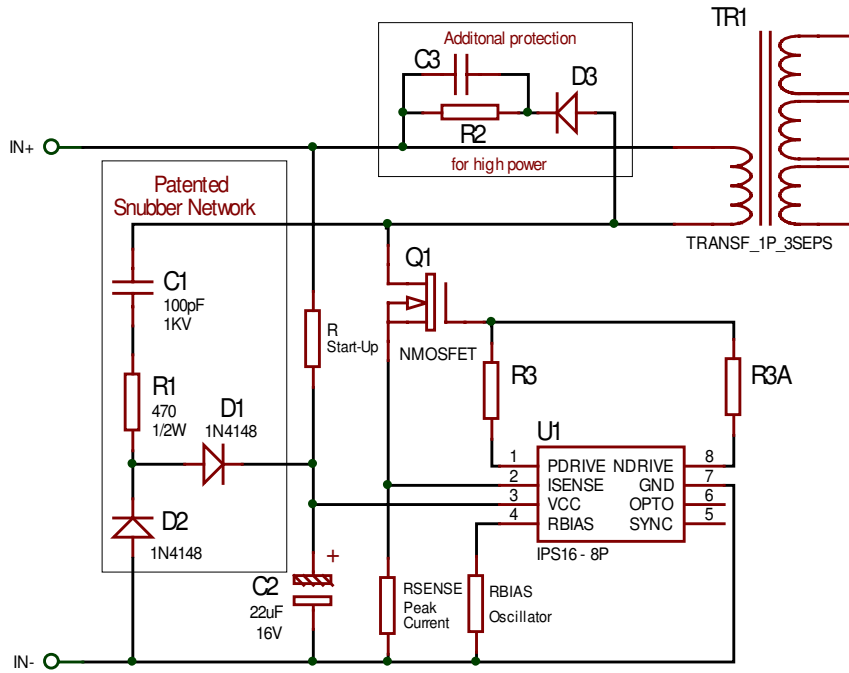 TR1
Additonal protection
C3
D3
R2
for high power
IN+
Patented
Snubber Network
TRANSF_1P_3SEPS
Q1
C1
100pF
1KV
R
Start-Up
NMOSFET
R3
R3A
R1
470
1/2W
D1
1N4148
U1
1 PDRIVE NDRIVE 8
2 ISENSE GND 7
3 VCC OPTO 6
4 RBIAS SYNC 5
IPS16 - 8P
D2
1N4148
+
C2
22uF
16V
RSENSE
Peak
Current
RBIAS
Oscillator
IN-